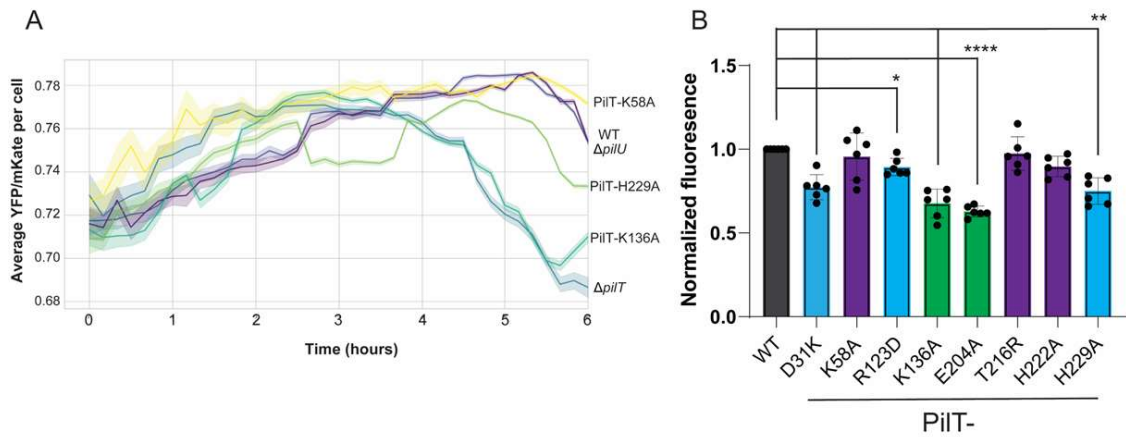 A
Average YFP/mKate per cell
0.78
0.76
0.74
0.72
0.70
0.68
0
1
2
3
4
5
6
Time (hours)
PilT-K58A
WT
ΔpilU
PilT-H229A
PilT-K136A
ΔpilT
B
Normalized fluoresence
1.5
1.0
0.5
0.0
*
****
**
WT
D31K
K58A
R123D
K136A
E204A
T216R
H222A
H229A
PilT-